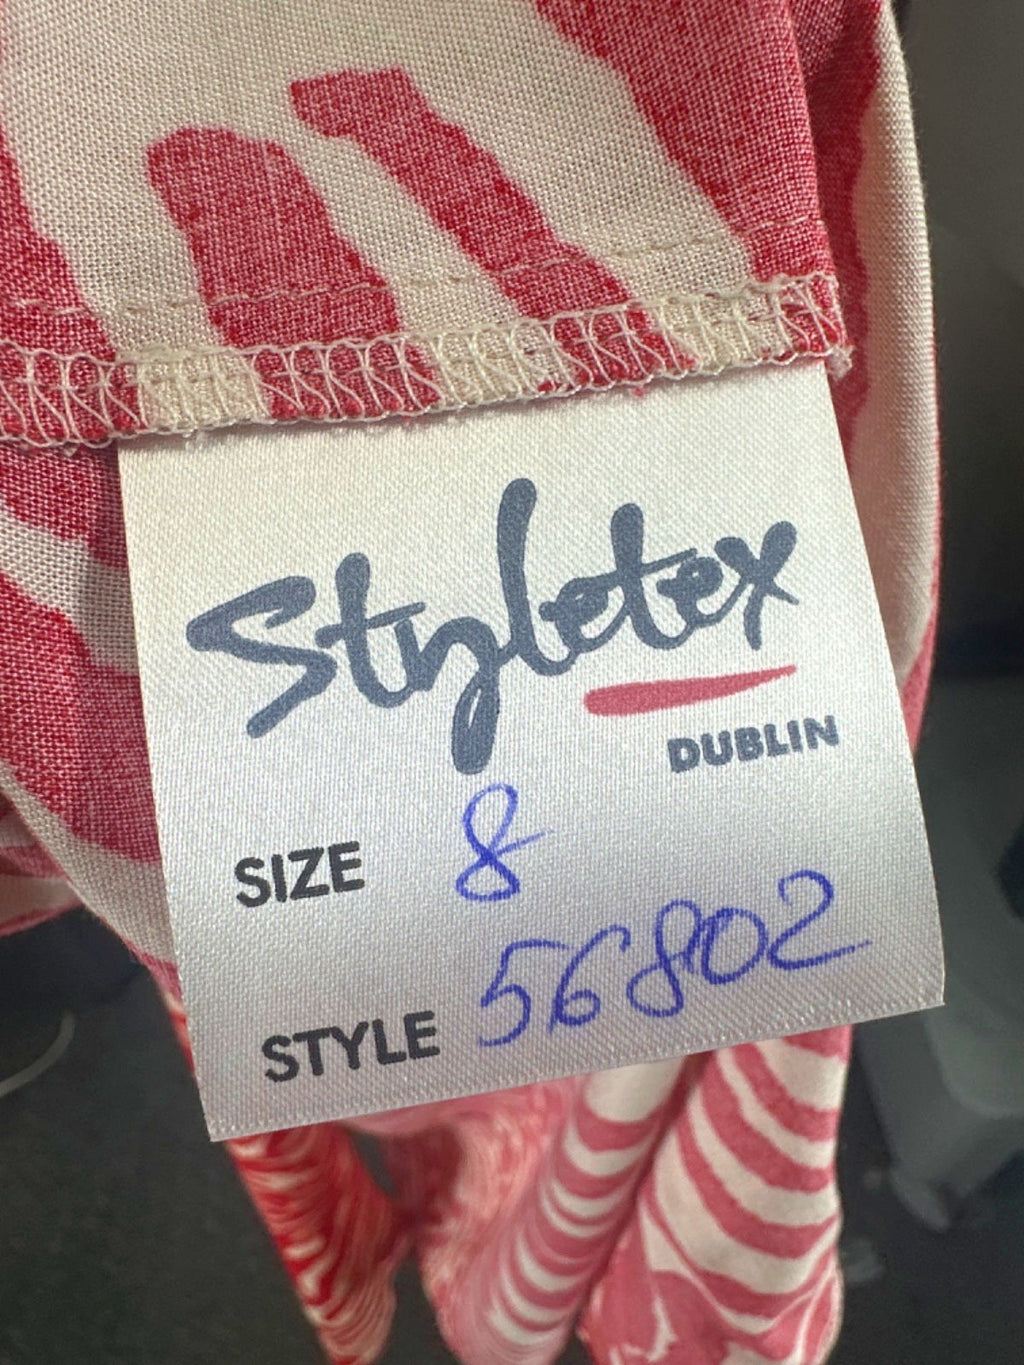 Styletex
DUBLIN
SIZE 8
STYLE 56802